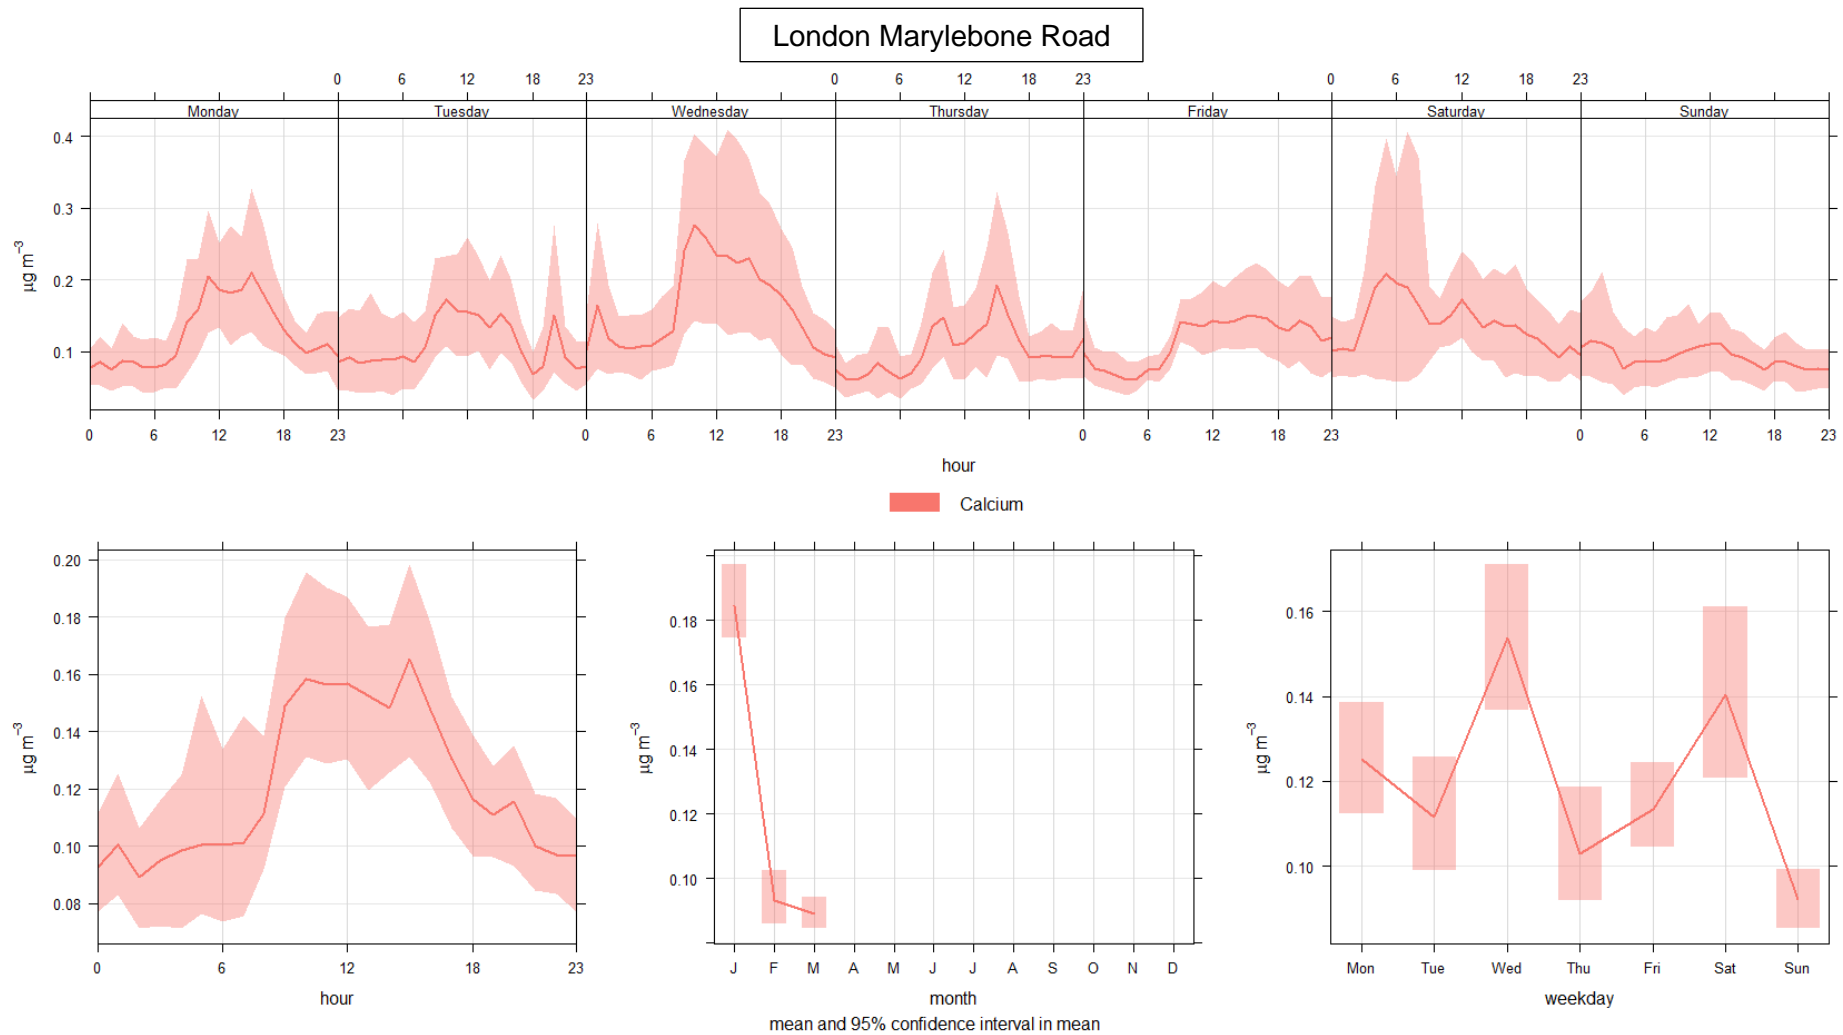 London Marylebone Road
0 6 12 18 23 0 6 12 18 23 0 6 12 18 23
Monday Tuesday Wednesday Thursday Friday Saturday Sunday
0.4
0.3
0.2
0.1
µg m⁻³
0 6 12 18 23 0 6 12 18 23 0 6 12 18 23 0 6 12 18 23
hour
Calcium
0.20
0.18
0.16
0.14
0.12
0.10
0.08
µg m⁻³
0 6 12 18 23
hour
0.18
0.16
0.14
0.12
0.10
µg m⁻³
J F M A M J J A S O N D
month
0.16
0.14
0.12
0.10
µg m⁻³
Mon Tue Wed Thu Fri Sat Sun
weekday
mean and 95% confidence interval in mean